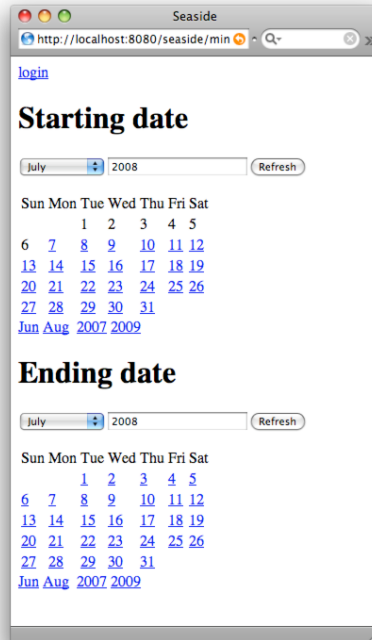 Seaside
http://localhost:8080/seaside/min
login
Starting date
July 2008 Refresh
Sun Mon Tue Wed Thu Fri Sat
1 2 3 4 5
6 7 8 9 10 11 12
13 14 15 16 17 18 19
20 21 22 23 24 25 26
27 28 29 30 31
Jun Aug 2007 2009
Ending date
July 2008 Refresh
Sun Mon Tue Wed Thu Fri Sat
1 2 3 4 5
6 7 8 9 10 11 12
13 14 15 16 17 18 19
20 21 22 23 24 25 26
27 28 29 30 31
Jun Aug 2007 2009